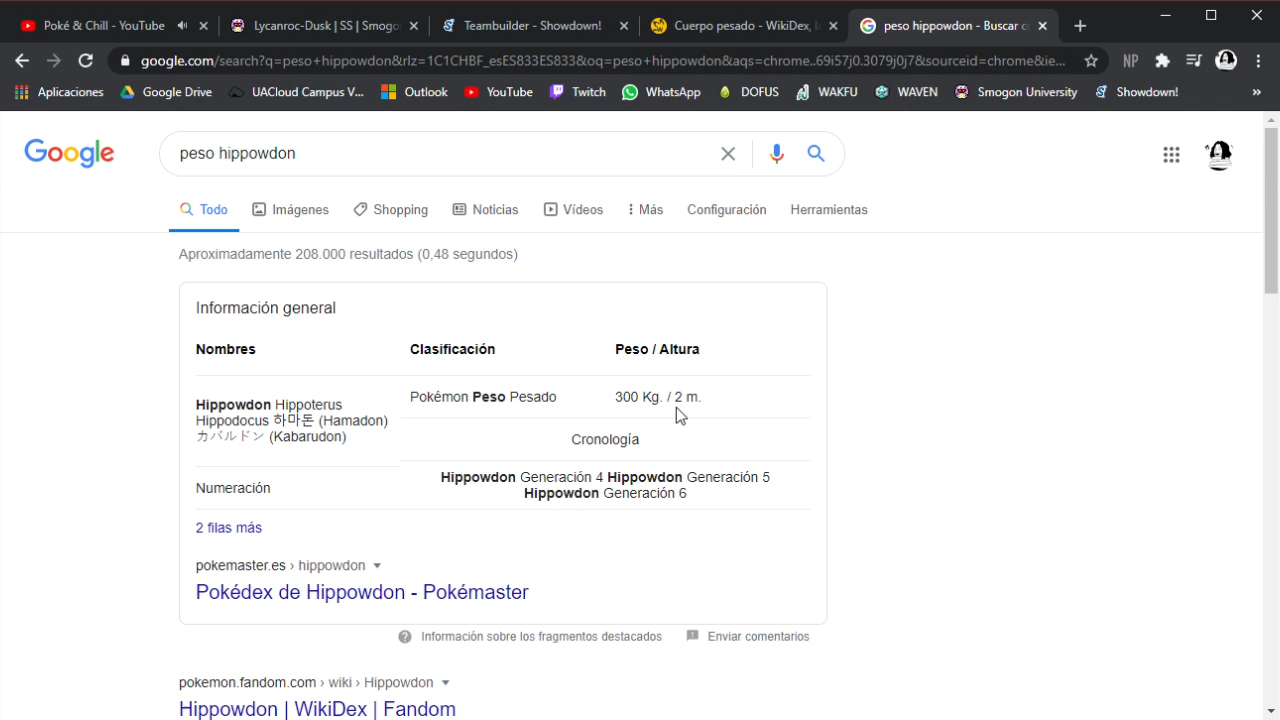 Poké & Chill - YouTube
Lycanroc-Dusk | SS | Smogo
Teambuilder - Showdown!
Cuerpo pesado - WikiDex, l
peso hippowdon - Buscar c
google.com/search?q=peso+hippowdon&rlz=1C1CHBF_esES833ES833&oq=peso+hippowdon&aqs=chrome..69i57j0.3079j0j7&sourceid=chrome&ie...
NP
Aplicaciones
Google Drive
UACloud Campus V...
Outlook
YouTube
Twitch
WhatsApp
DOFUS
WAKFU
WAVEN
Smogon University
Showdown!
»
Google
peso hippowdon
Todo
Imágenes
Shopping
Noticias
Vídeos
Más
Configuración
Herramientas
Aproximadamente 208.000 resultados (0,48 segundos)
Información general
Nombres Clasificación Peso / Altura
Pokémon Peso Pesado 300 Kg. / 2 m.
Hippowdon Hippoterus
Hippodocus 하마돈 (Hamadon)
カバルドン (Kabarudon)
Cronología
Hippowdon Generación 4 Hippowdon Generación 5
Hippowdon Generación 6
Numeración
2 filas más
pokemaster.es › hippowdon
Pokédex de Hippowdon - Pokémaster
Información sobre los fragmentos destacados
Enviar comentarios
pokemon.fandom.com › wiki › Hippowdon
Hippowdon | WikiDex | Fandom